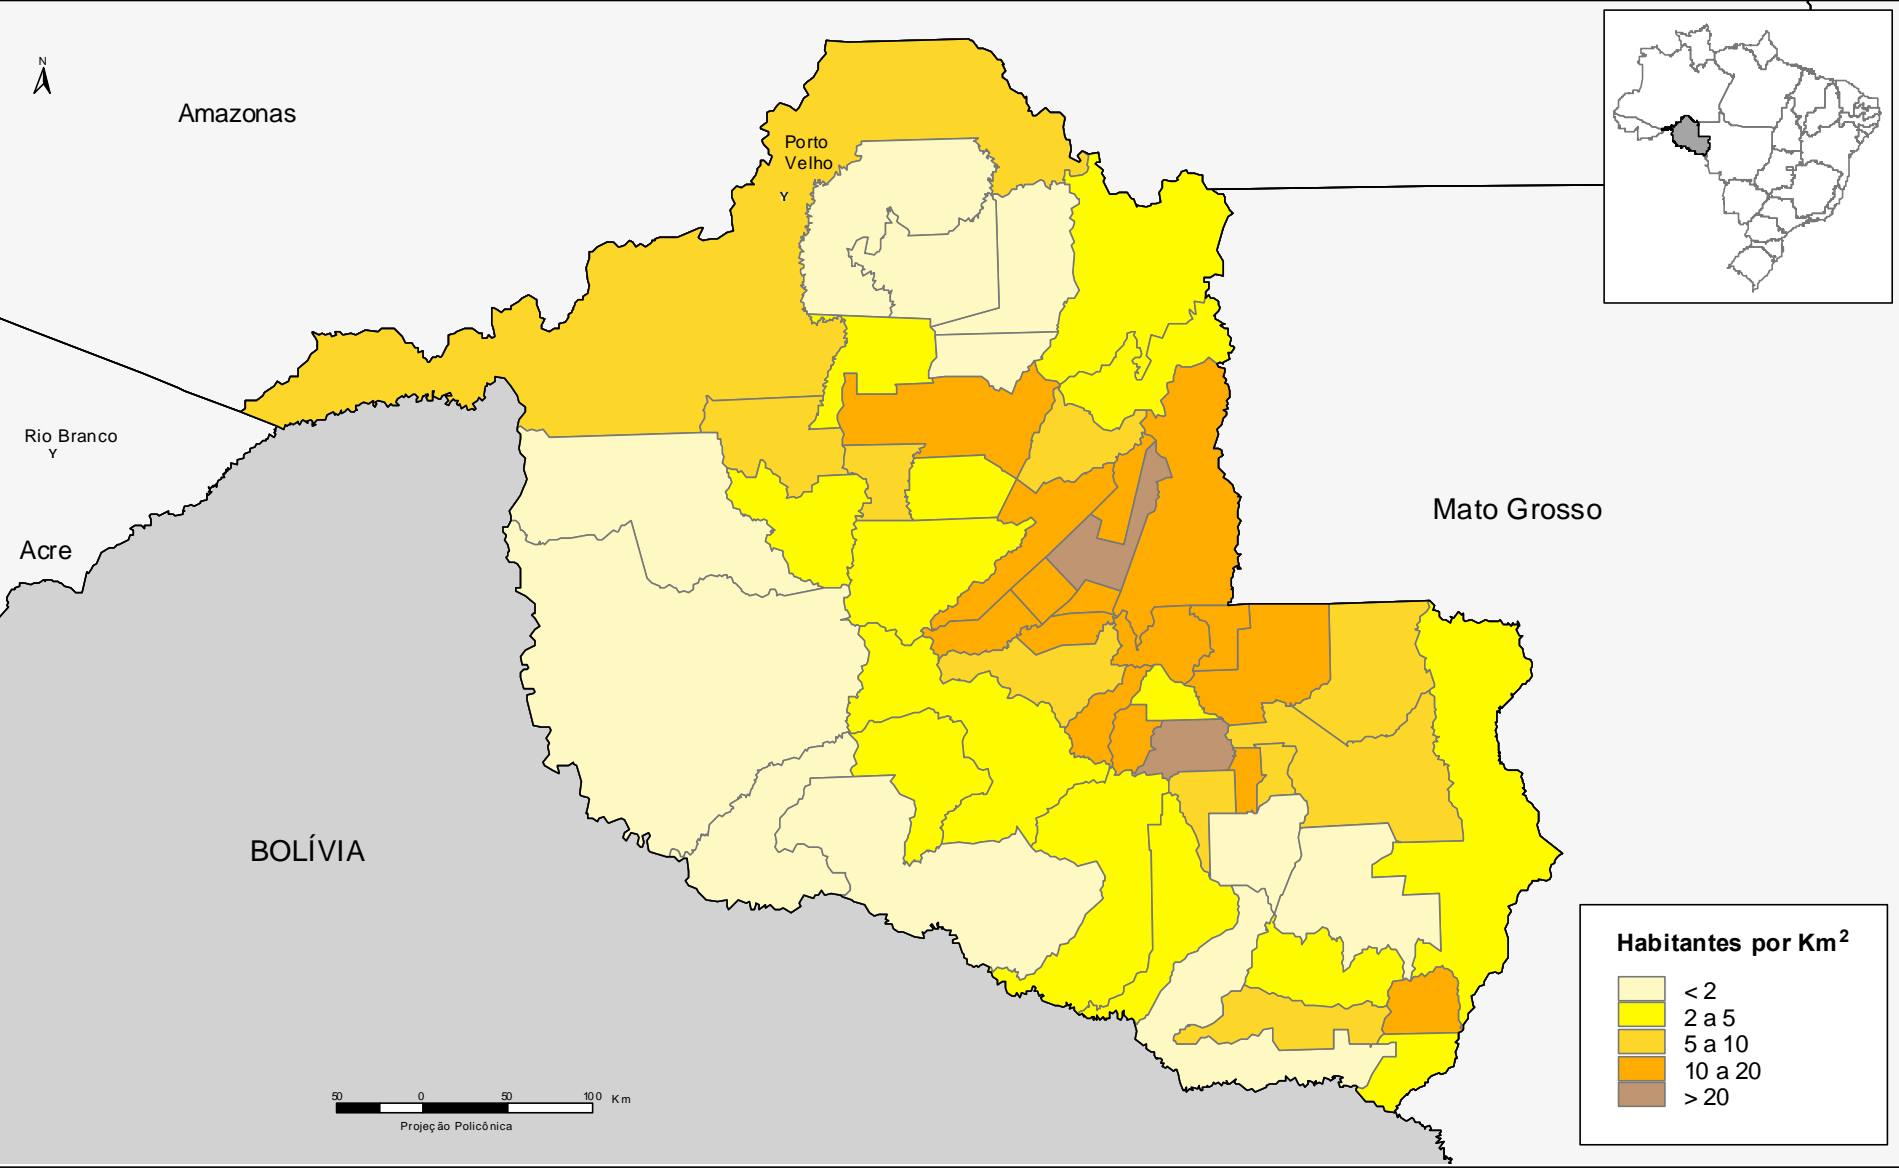 N
Amazonas
Porto
Velho
Y
Rio Branco
Y
Acre
Mato Grosso
BOLÍVIA
Habitantes por Km²
< 2
2 a 5
5 a 10
10 a 20
> 20
50 0 50 100 Km
Projeção Policônica